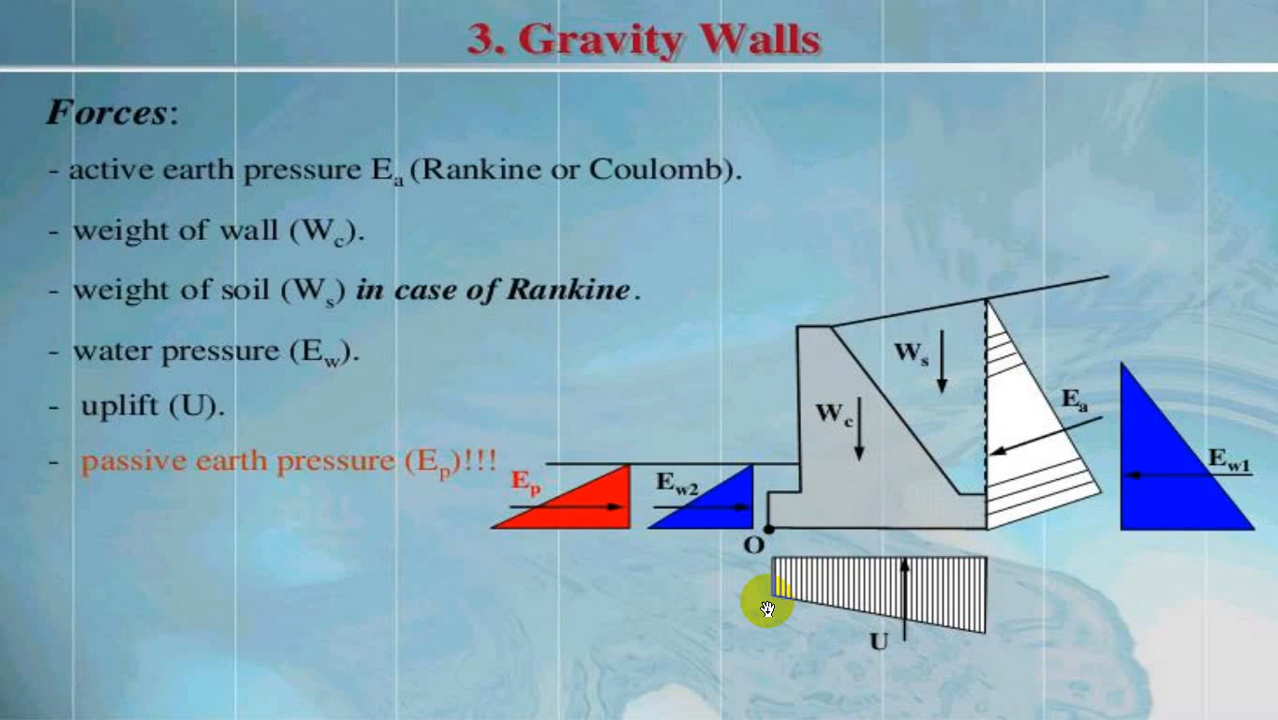 3. Gravity Walls
Forces:
- active earth pressure Ea (Rankine or Coulomb).
- weight of wall (Wc).
- weight of soil (Ws) in case of Rankine.
- water pressure (Ew).
- uplift (U).
- passive earth pressure (Ep)!!!
Ws
Ea
Wc
Ew1
Ep
Ew2
O
U